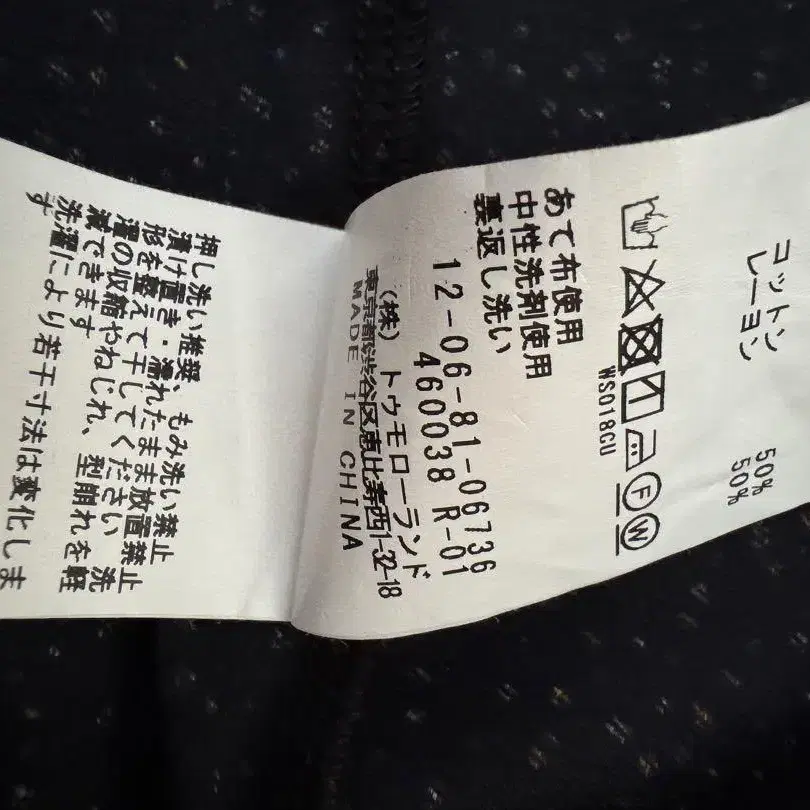 コットン 50%
レーヨン 50%
WS018GU
F W
あて布使用
中性洗剤使用
裏返し洗い
12-06-81-06736
460038 R-01
(株)トゥモローランド
東京都渋谷区恵比寿西1-32-18
MADE IN CHINA
押し洗い推奨、もみ洗い禁止
漬け置き・濡れたまま放置禁止
形を整えて干してください 洗
濯の収縮やねじれ、型崩れを軽
減できます
洗濯により若干寸法は変化しま
す